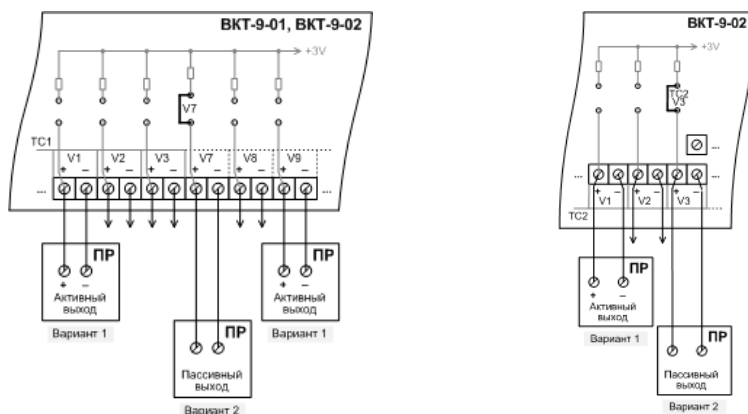 ВКТ-9-01, ВКТ-9-02
+3V
V7
TC1
V1 V2 V3 V7 V8 V9
+ − + − + − + − + − + −
... ...
ПР
+ −
Активный
выход
Вариант 1
ПР
Пассивный
выход
Вариант 2
ПР
+ −
Активный
выход
Вариант 1
ВКТ-9-02
+3V
TC2
V3
...
... ...
+ − + − + −
V1 V2 V3
TC2
ПР
+ −
Активный
выход
Вариант 1
ПР
Пассивный
выход
Вариант 2